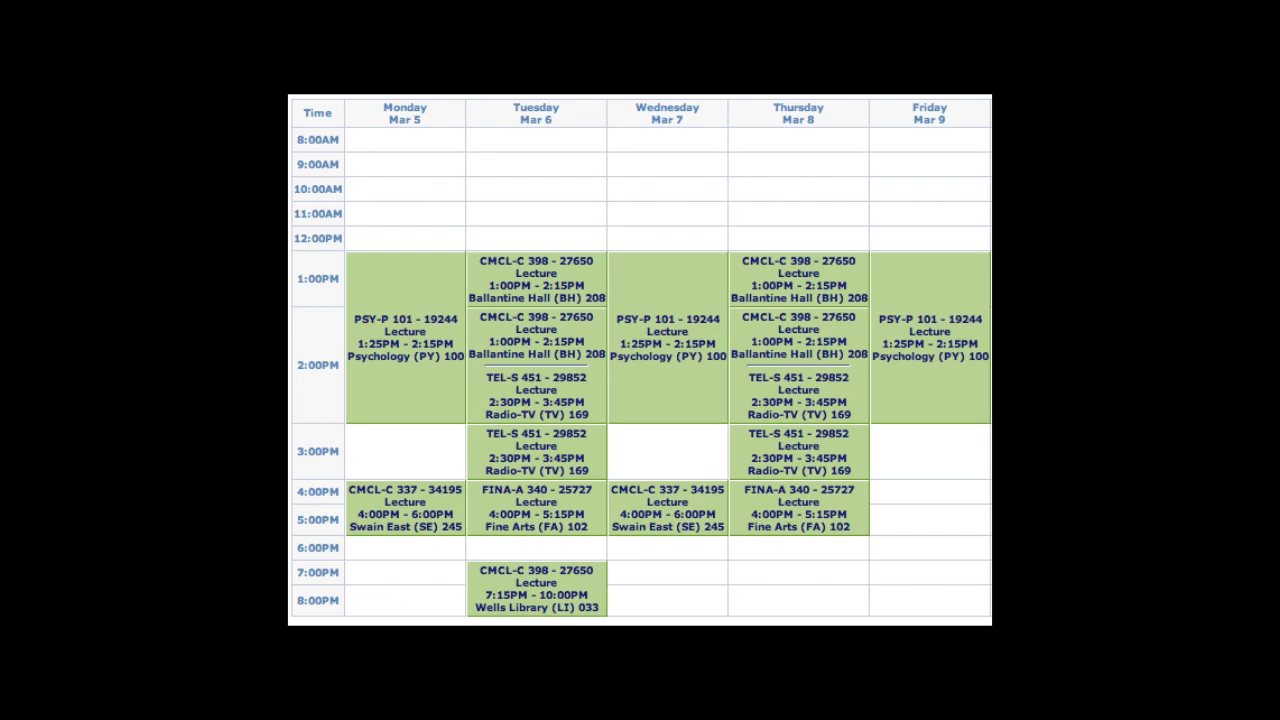 Time
Monday
Mar 5
Tuesday
Mar 6
Wednesday
Mar 7
Thursday
Mar 8
Friday
Mar 9
8:00AM
9:00AM
10:00AM
11:00AM
12:00PM
1:00PM
PSY-P 101 - 19244
Lecture
1:25PM - 2:15PM
Psychology (PY) 100
CMCL-C 398 - 27650
Lecture
1:00PM - 2:15PM
Ballantine Hall (BH) 208
PSY-P 101 - 19244
Lecture
1:25PM - 2:15PM
Psychology (PY) 100
CMCL-C 398 - 27650
Lecture
1:00PM - 2:15PM
Ballantine Hall (BH) 208
PSY-P 101 - 19244
Lecture
1:25PM - 2:15PM
Psychology (PY) 100
2:00PM
CMCL-C 398 - 27650
Lecture
1:00PM - 2:15PM
Ballantine Hall (BH) 208
TEL-S 451 - 29852
Lecture
2:30PM - 3:45PM
Radio-TV (TV) 169
CMCL-C 398 - 27650
Lecture
1:00PM - 2:15PM
Ballantine Hall (BH) 208
TEL-S 451 - 29852
Lecture
2:30PM - 3:45PM
Radio-TV (TV) 169
3:00PM
TEL-S 451 - 29852
Lecture
2:30PM - 3:45PM
Radio-TV (TV) 169
TEL-S 451 - 29852
Lecture
2:30PM - 3:45PM
Radio-TV (TV) 169
4:00PM
CMCL-C 337 - 34195
Lecture
4:00PM - 6:00PM
Swain East (SE) 245
FINA-A 340 - 25727
Lecture
4:00PM - 5:15PM
Fine Arts (FA) 102
CMCL-C 337 - 34195
Lecture
4:00PM - 6:00PM
Swain East (SE) 245
FINA-A 340 - 25727
Lecture
4:00PM - 5:15PM
Fine Arts (FA) 102
5:00PM
6:00PM
7:00PM
CMCL-C 398 - 27650
Lecture
7:15PM - 10:00PM
Wells Library (LI) 033
8:00PM